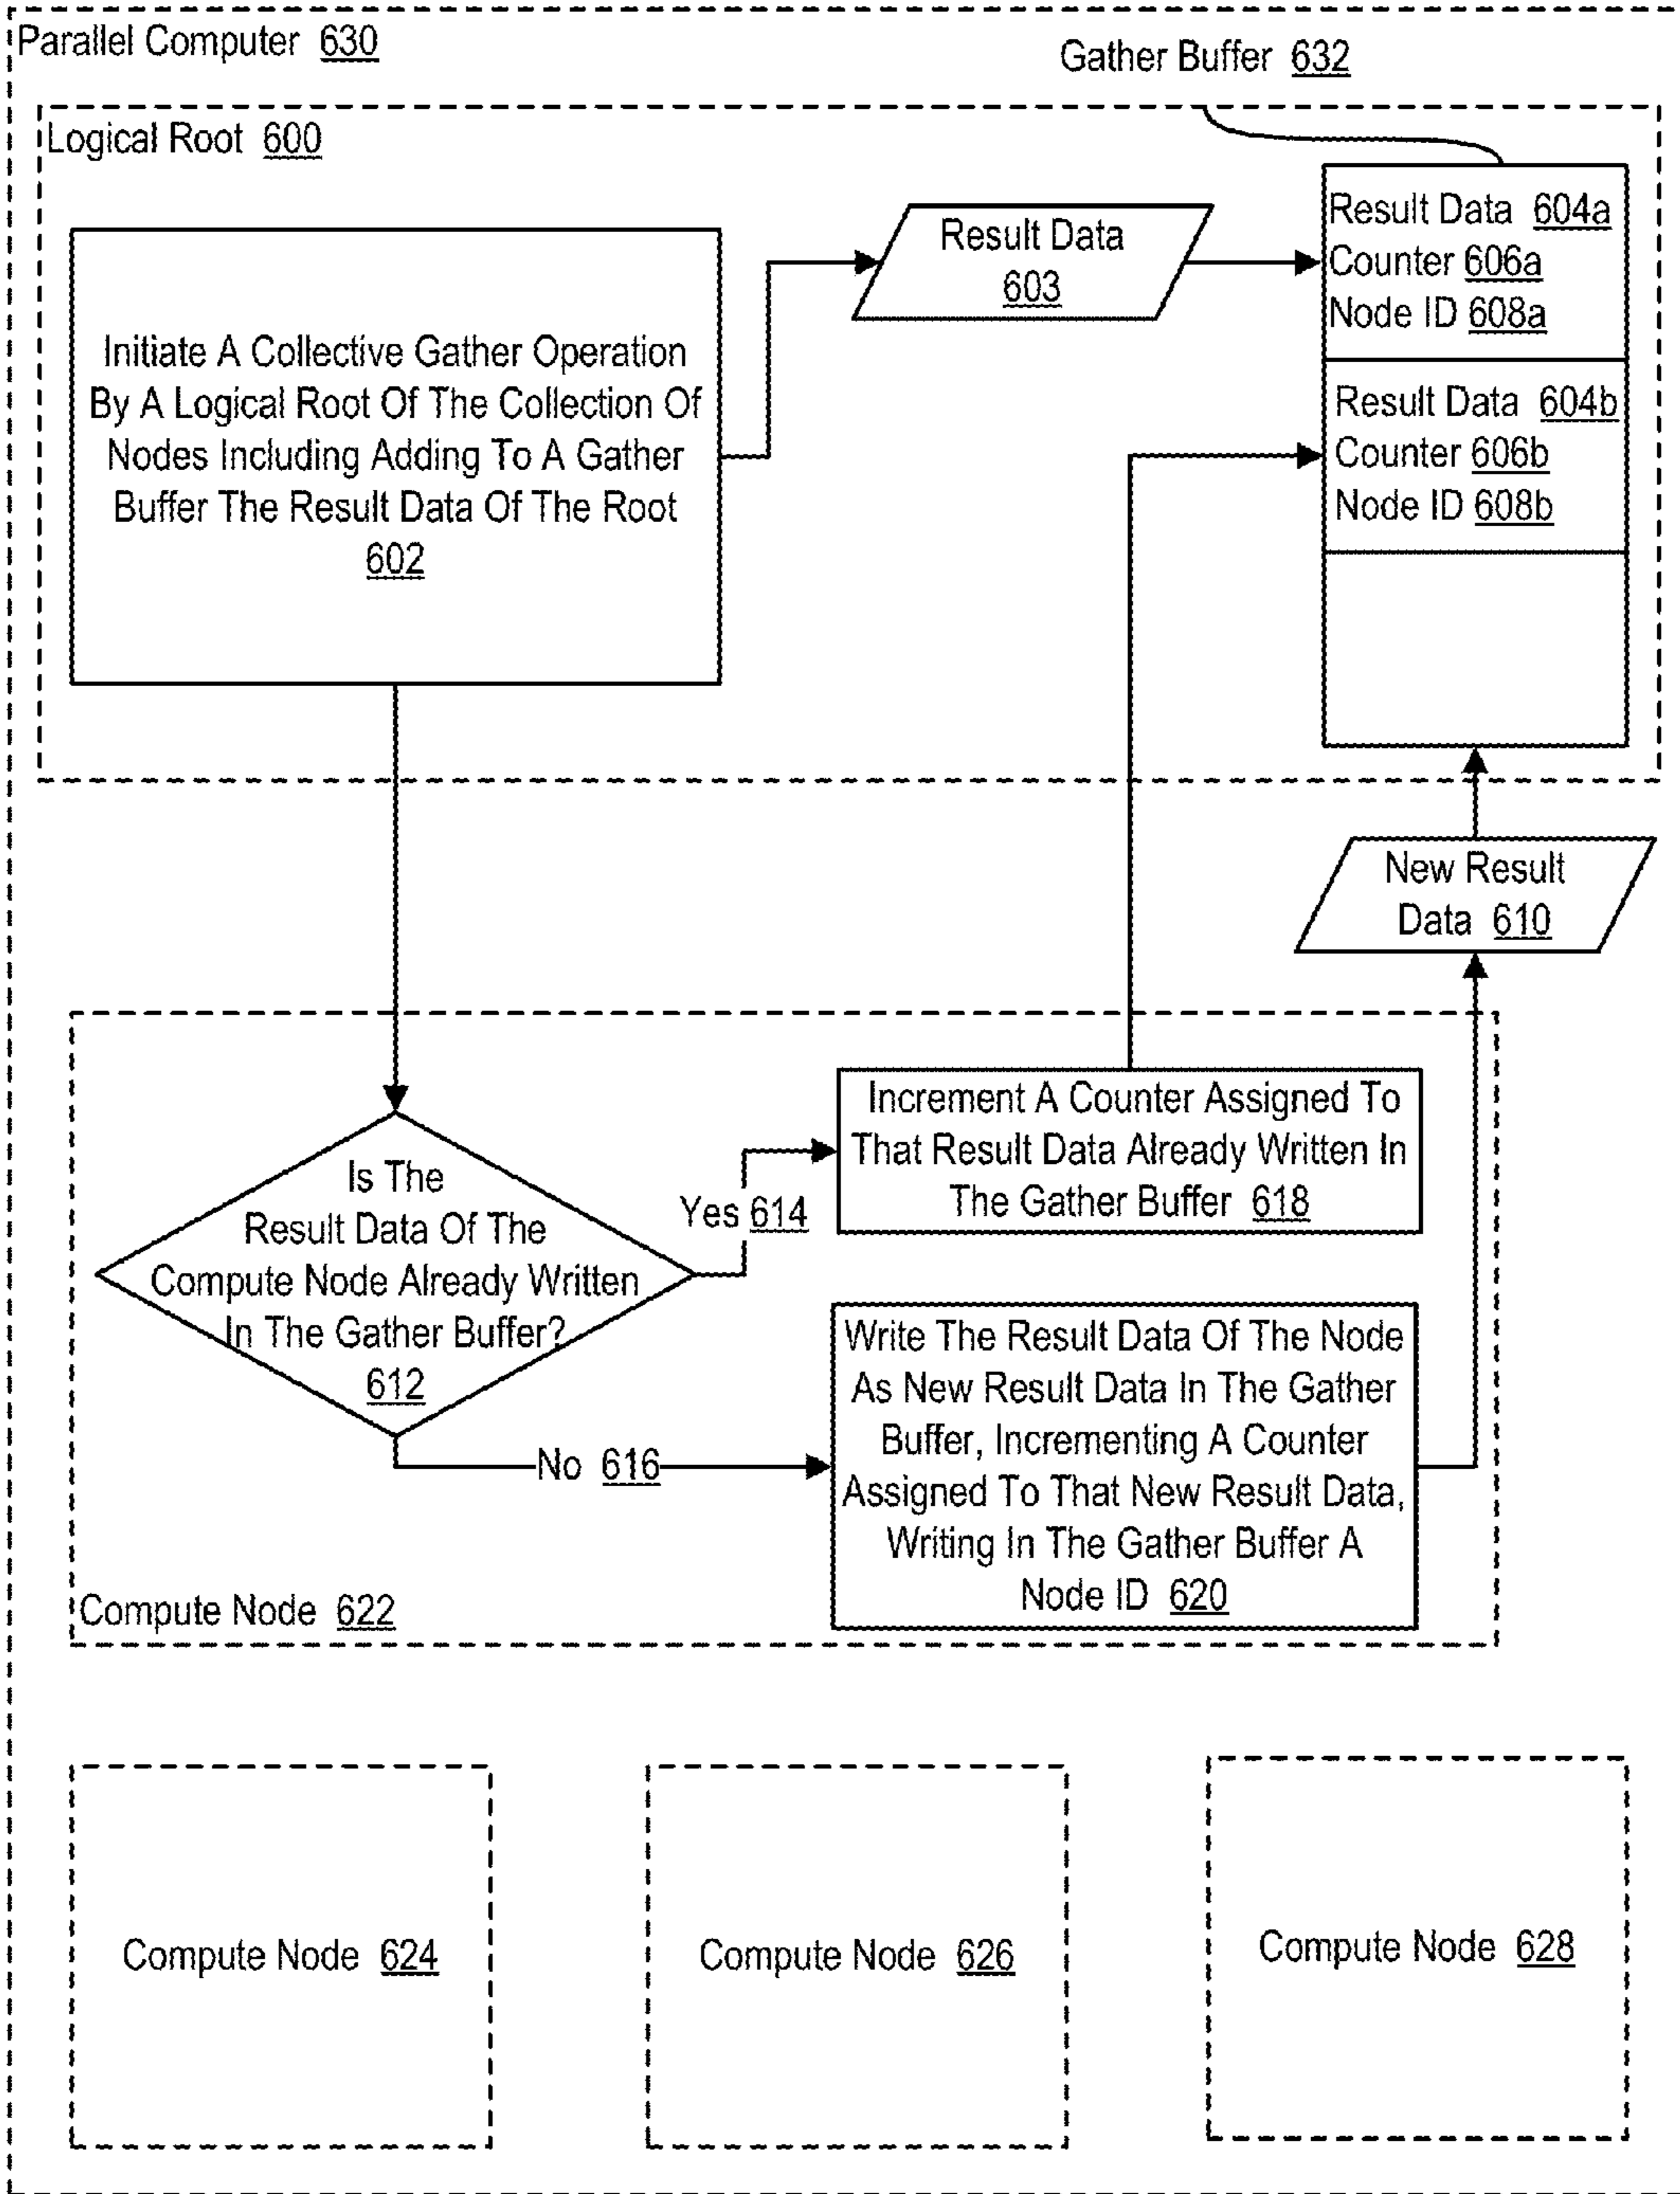 Parallel Computer 630
Gather Buffer 632
Logical Root 600
Initiate A Collective Gather Operation
By A Logical Root Of The Collection Of
Nodes Including Adding To A Gather
Buffer The Result Data Of The Root
602
Result Data
603
Result Data 604a
Counter 606a
Node ID 608a
Result Data 604b
Counter 606b
Node ID 608b
New Result
Data 610
Is The
Result Data Of The
Compute Node Already Written
In The Gather Buffer?
612
Yes 614
Increment A Counter Assigned To
That Result Data Already Written In
The Gather Buffer 618
No 616
Write The Result Data Of The Node
As New Result Data In The Gather
Buffer, Incrementing A Counter
Assigned To That New Result Data,
Writing In The Gather Buffer A
Node ID 620
Compute Node 622
Compute Node 624
Compute Node 626
Compute Node 628